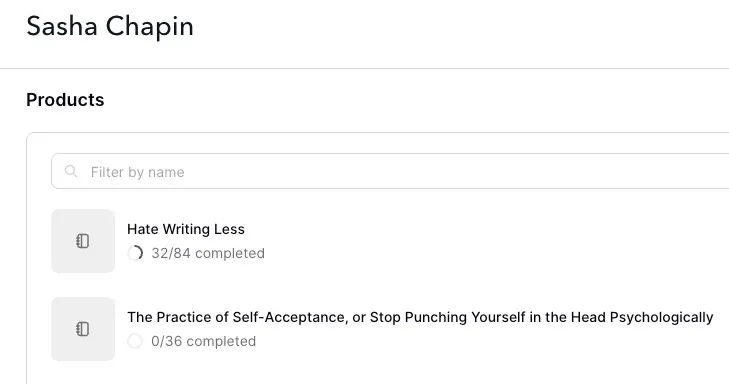 Sasha Chapin
Products
Filter by name
Hate Writing Less
32/84 completed
The Practice of Self-Acceptance, or Stop Punching Yourself in the Head Psychologically
0/36 completed